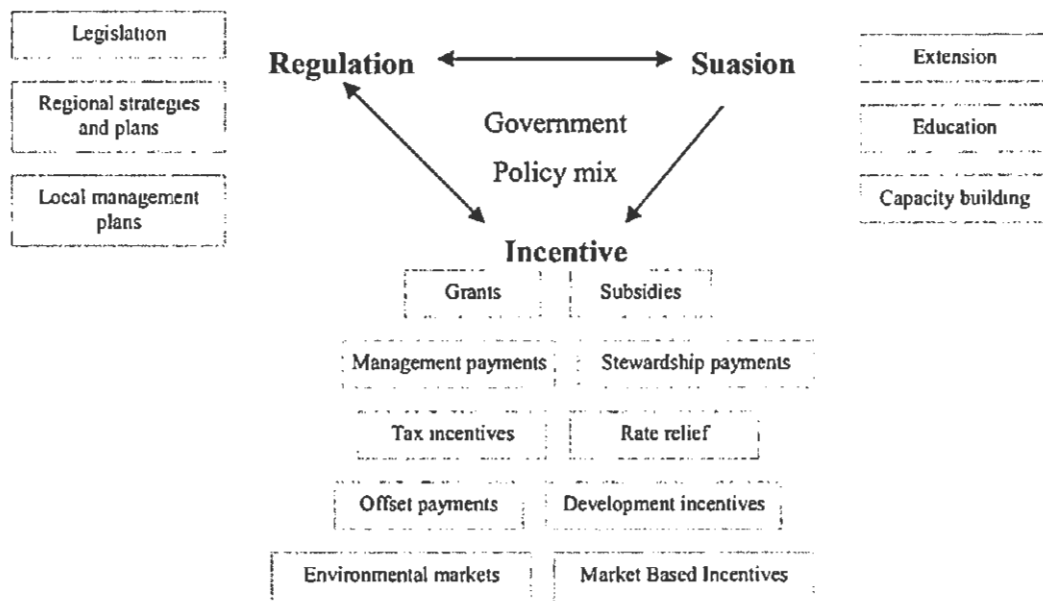 Legislation
Regional strategies
and plans
Local management
plans
Regulation
Suasion
Government
Policy mix
Incentive
Extension
Education
Capacity building
Grants
Subsidies
Management payments
Stewardship payments
Tax incentives
Rate relief
Offset payments
Development incentives
Environmental markets
Market Based Incentives